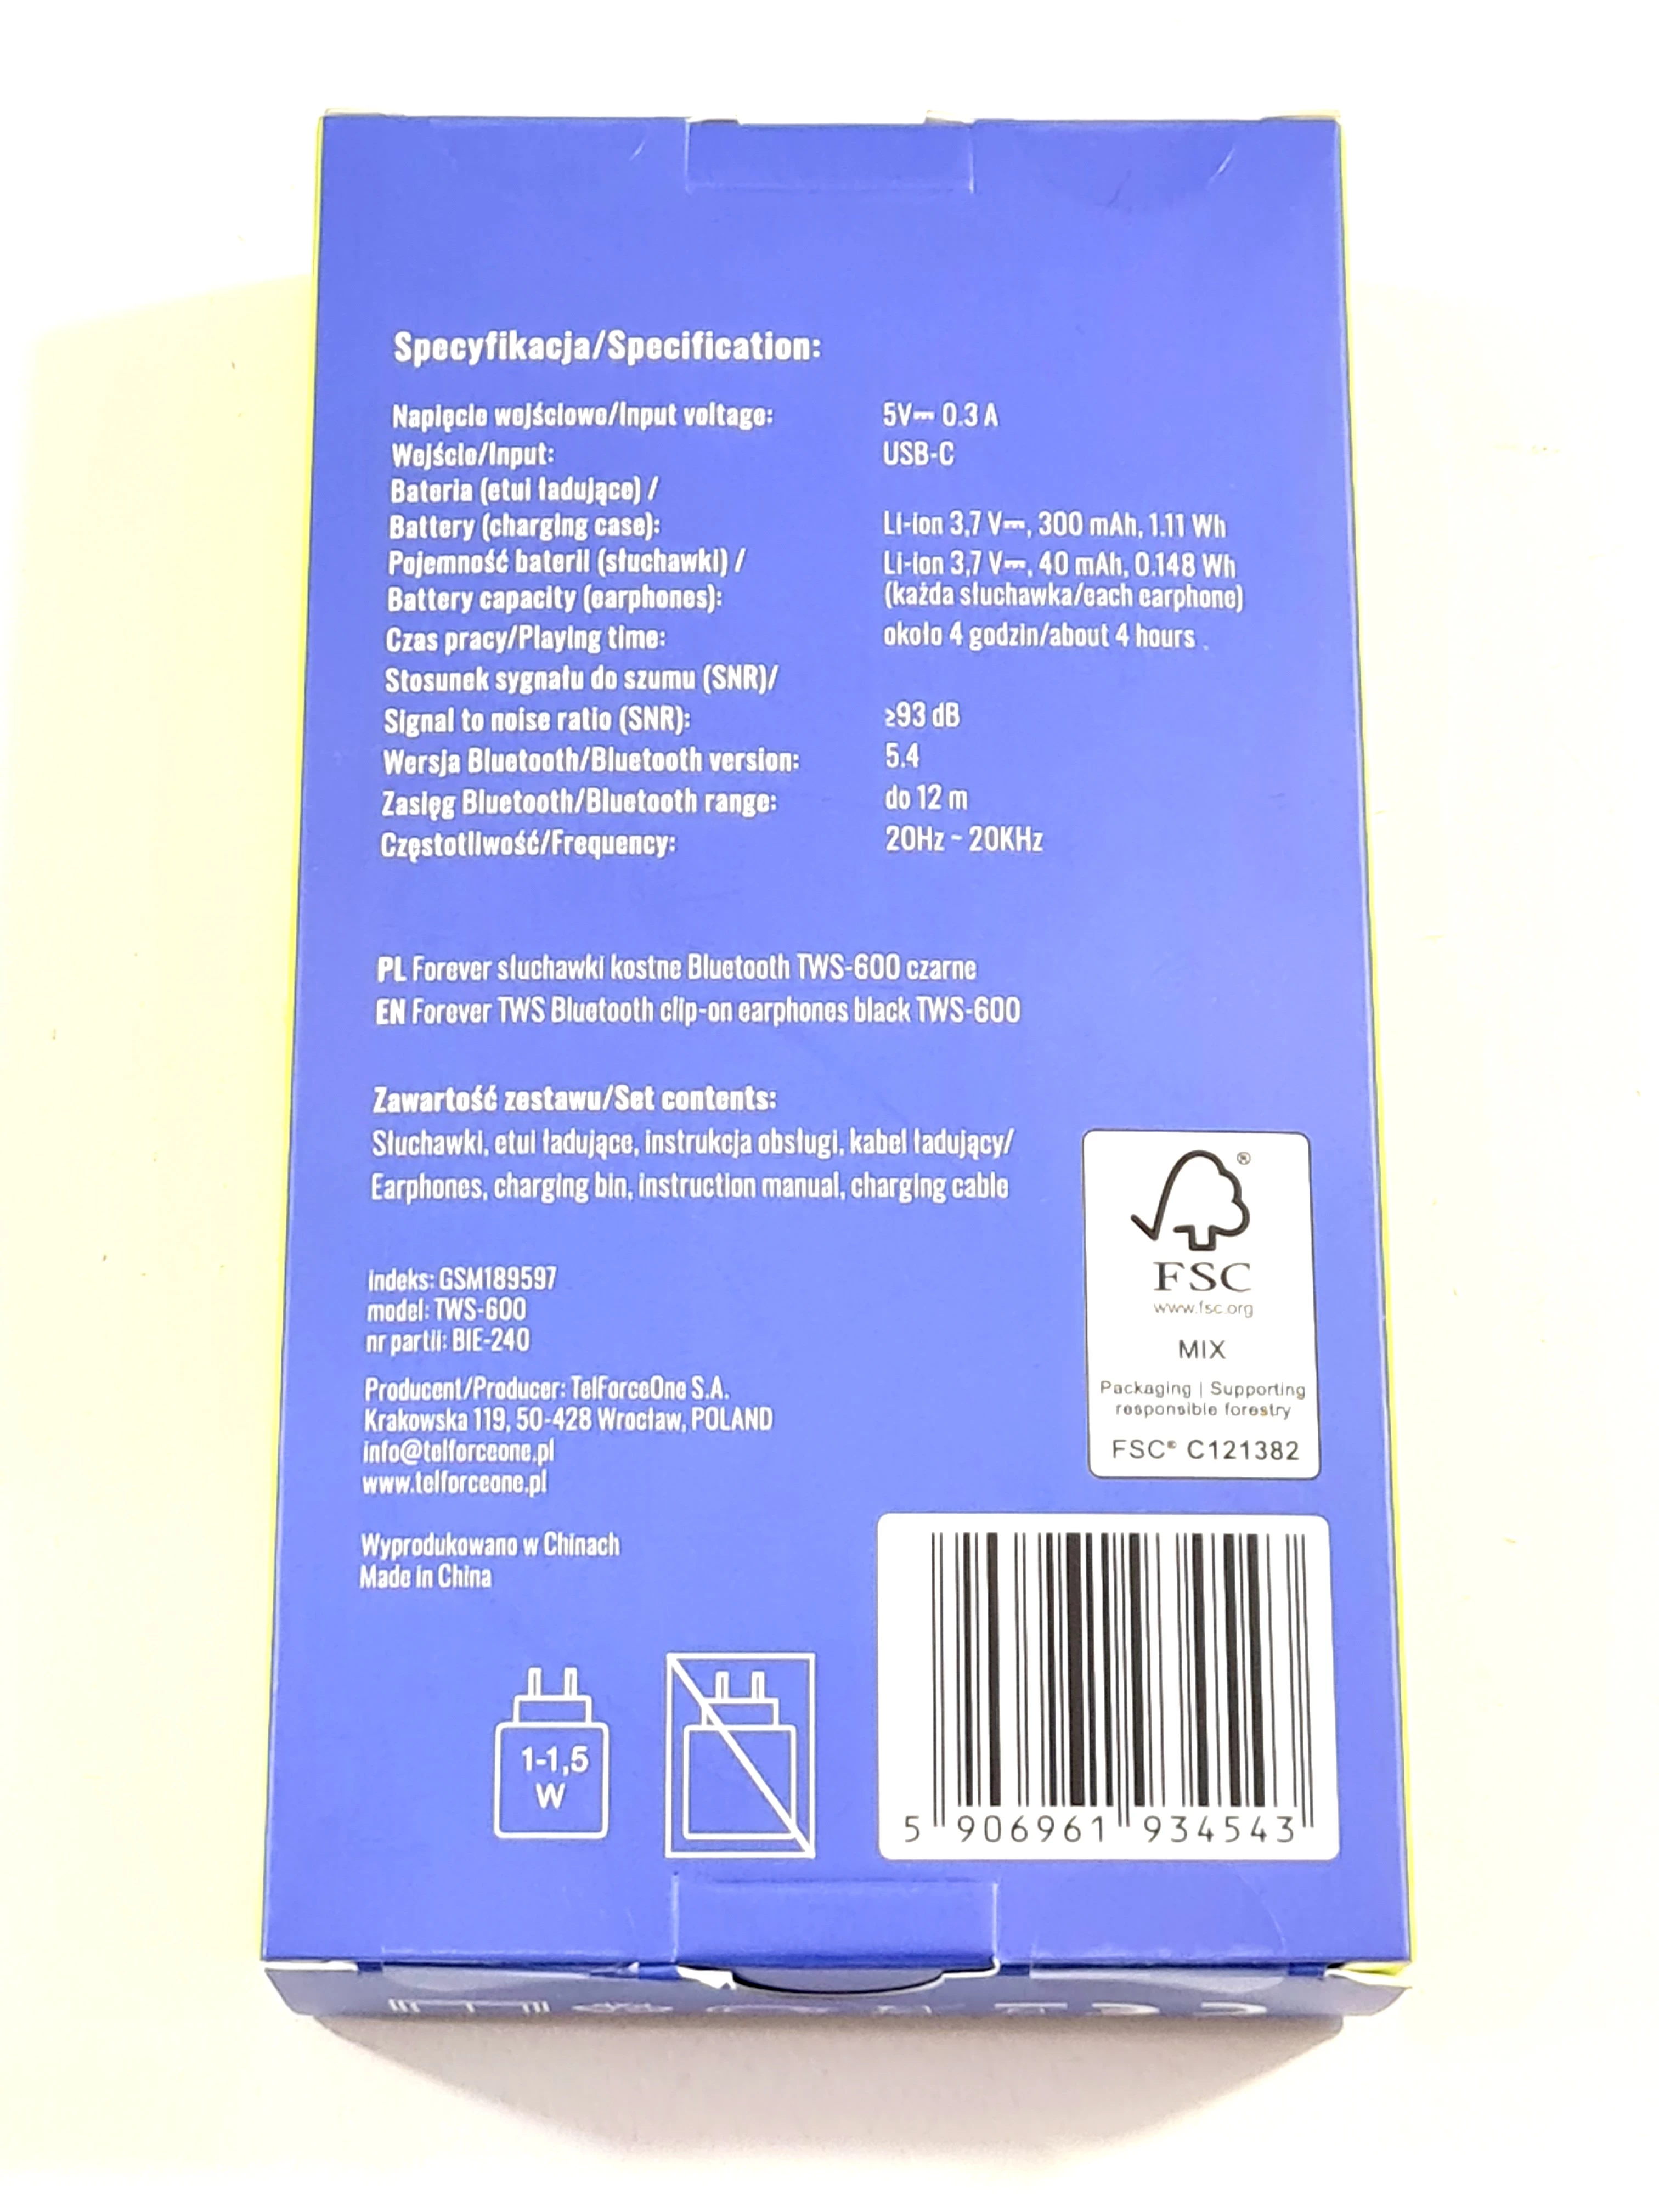 Specyfikacja/Specification:
Napięcie wejściowe/Input voltage: 5V⎓ 0.3 A
Wejście/Input: USB-C
Bateria (etui ładujące) /
Battery (charging case): Li-ion 3,7 V⎓, 300 mAh, 1.11 Wh
Pojemność baterii (słuchawki) / Li-ion 3,7 V⎓, 40 mAh, 0.148 Wh
Battery capacity (earphones): (każda słuchawka/each earphone)
Czas pracy/Playing time: około 4 godzin/about 4 hours .
Stosunek sygnału do szumu (SNR)/
Signal to noise ratio (SNR): ≥93 dB
Wersja Bluetooth/Bluetooth version: 5.4
Zasięg Bluetooth/Bluetooth range: do 12 m
Częstotliwość/Frequency: 20Hz ~ 20KHz
PL Forever słuchawki kostne Bluetooth TWS-600 czarne
EN Forever TWS Bluetooth clip-on earphones black TWS-600
Zawartość zestawu/Set contents:
Słuchawki, etui ładujące, instrukcja obsługi, kabel ładujący/
Earphones, charging bin, instruction manual, charging cable
indeks: GSM189597
model: TWS-600
nr partii: BIE-240
Producent/Producer: TelForceOne S.A.
Krakowska 119, 50-428 Wrocław, POLAND
info@telforceone.pl
www.telforceone.pl
Wyprodukowano w Chinach
Made in China
®
FSC
www.fsc.org
MIX
Packaging | Supporting
responsible forestry
FSC® C121382
1-1,5
W
5 906961 934543